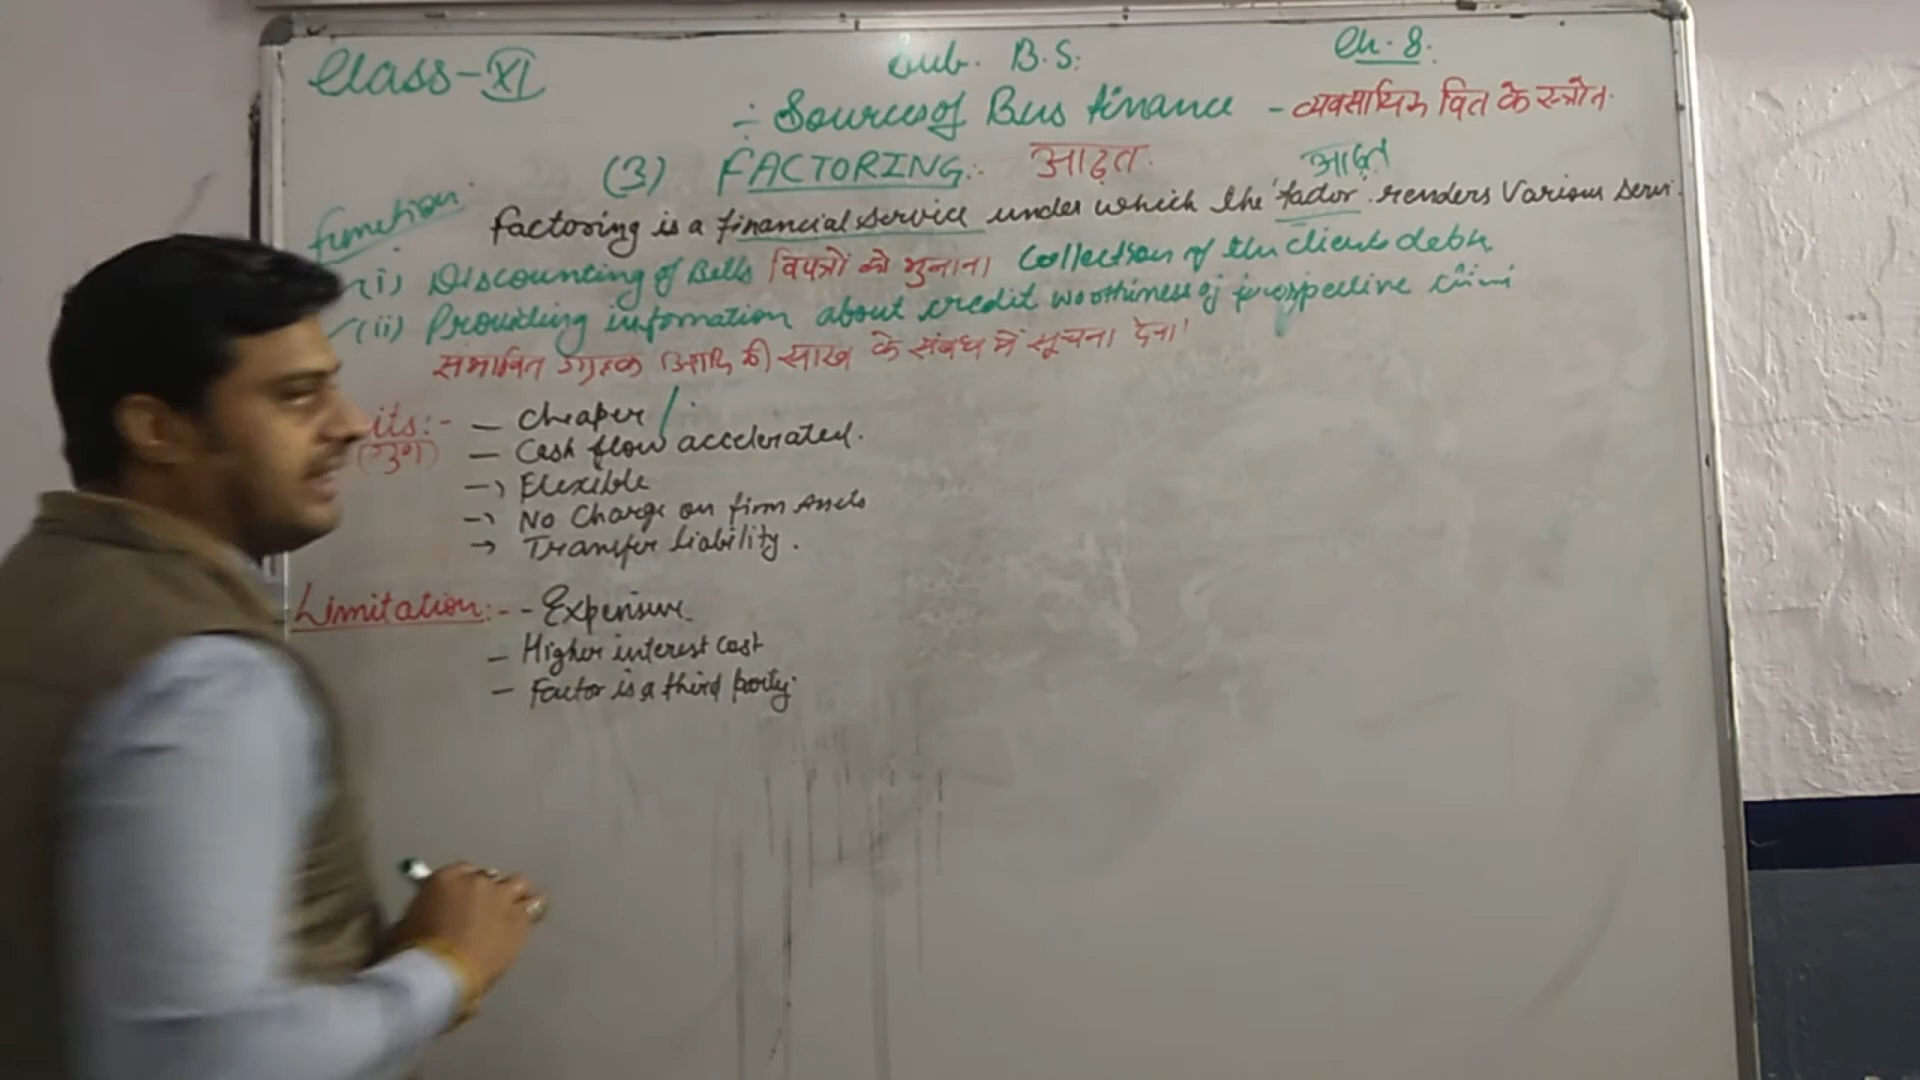 Class-XI Sub. B.S. Ch. 8.
Sources of Bus finance - व्यवसायिक वित के स्त्रोत
(3) FACTORING आढ़त आढ़त
function
factoring is a financial service under which the 'factor' renders various
(i) Discounting of Bills विपत्रों को भुनाना। Collection of the clients debts
(ii) Providing information about credit worthiness of prospective
संभावित ग्राहक आदि की साख के संबंध में सूचना देना।
its:- - Cheaper
(गुण) - Cash flow accelerated.
-> Flexible
-> No Charge on firm Assets
-> Transfer liability.
Limitation:- - Expensive
- Higher interest cost
- Factor is a third party.